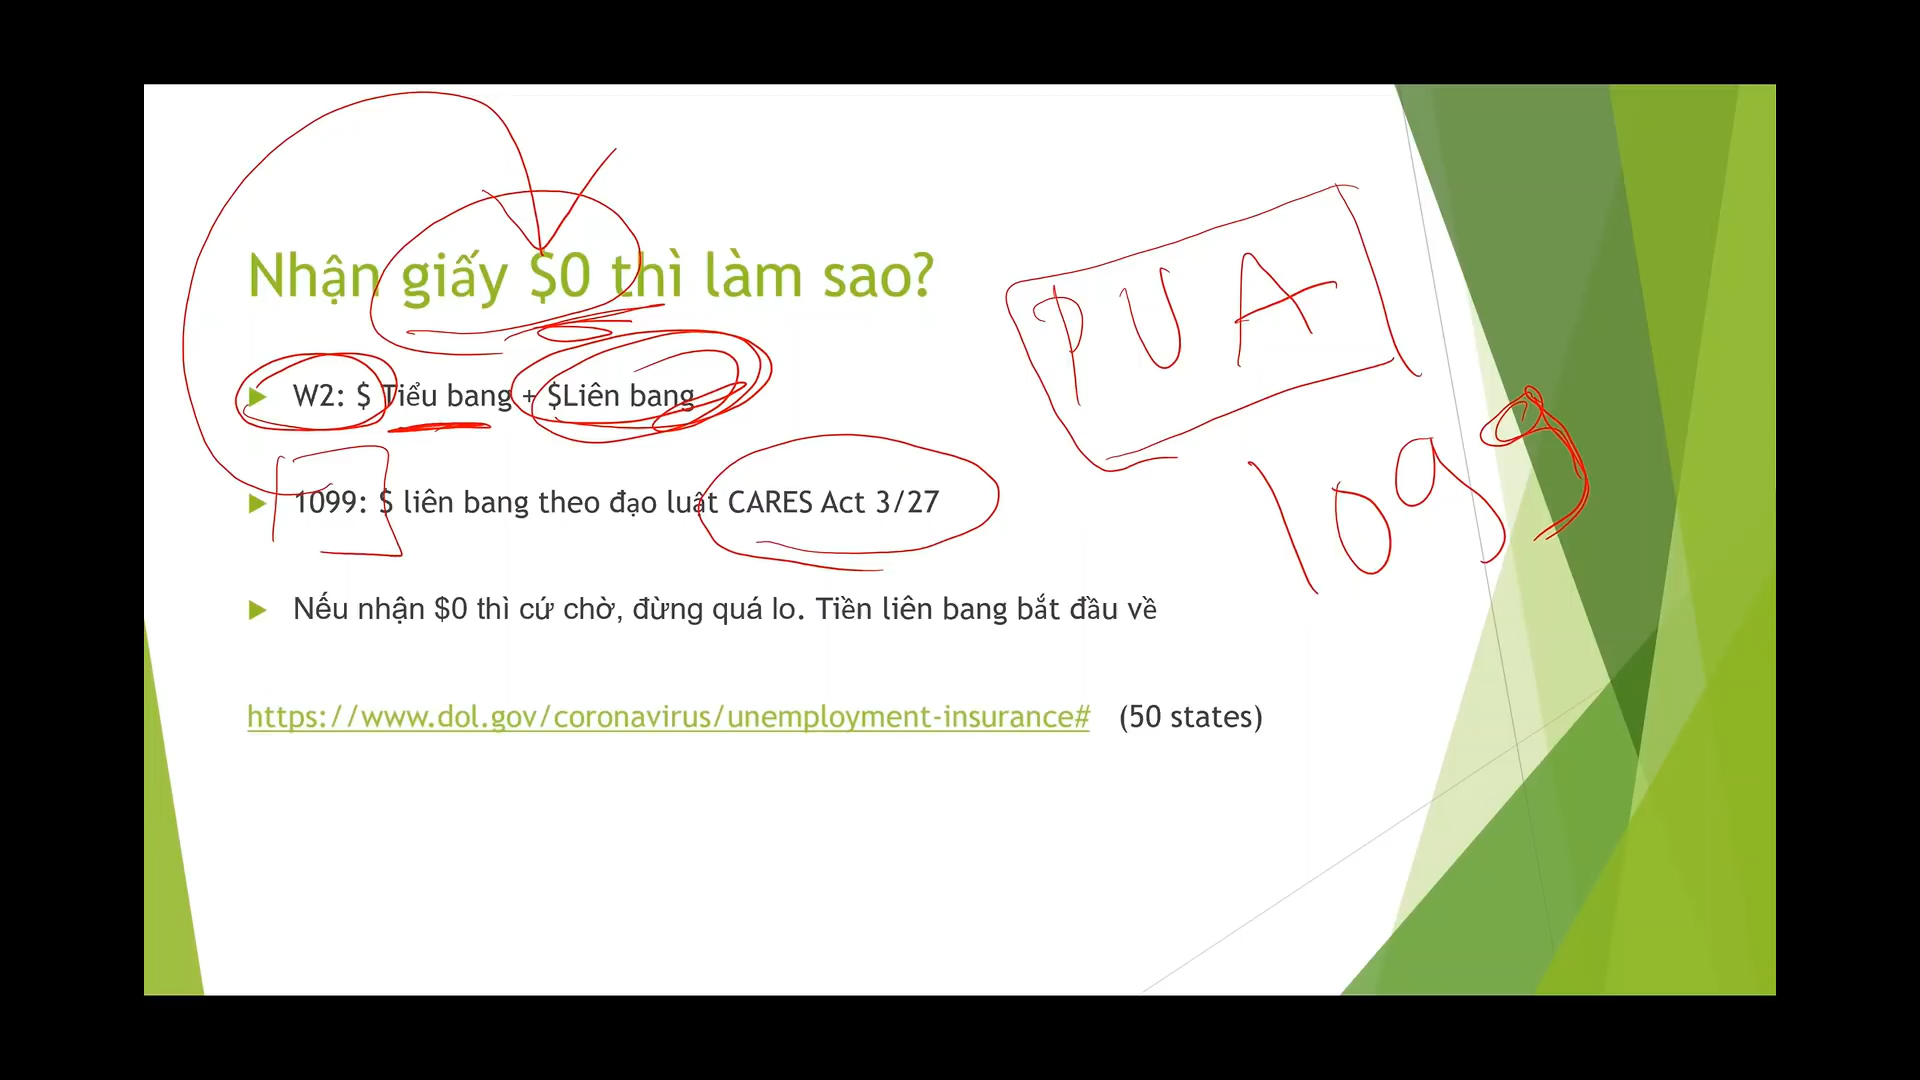 Nhận giấy $0 thì làm sao?
PUA
W2: $ Tiểu bang + $Liên bang
1099
1099: $ liên bang theo đạo luật CARES Act 3/27
Nếu nhận $0 thì cứ chờ, đừng quá lo. Tiền liên bang bắt đầu về
https://www.dol.gov/coronavirus/unemployment-insurance# (50 states)